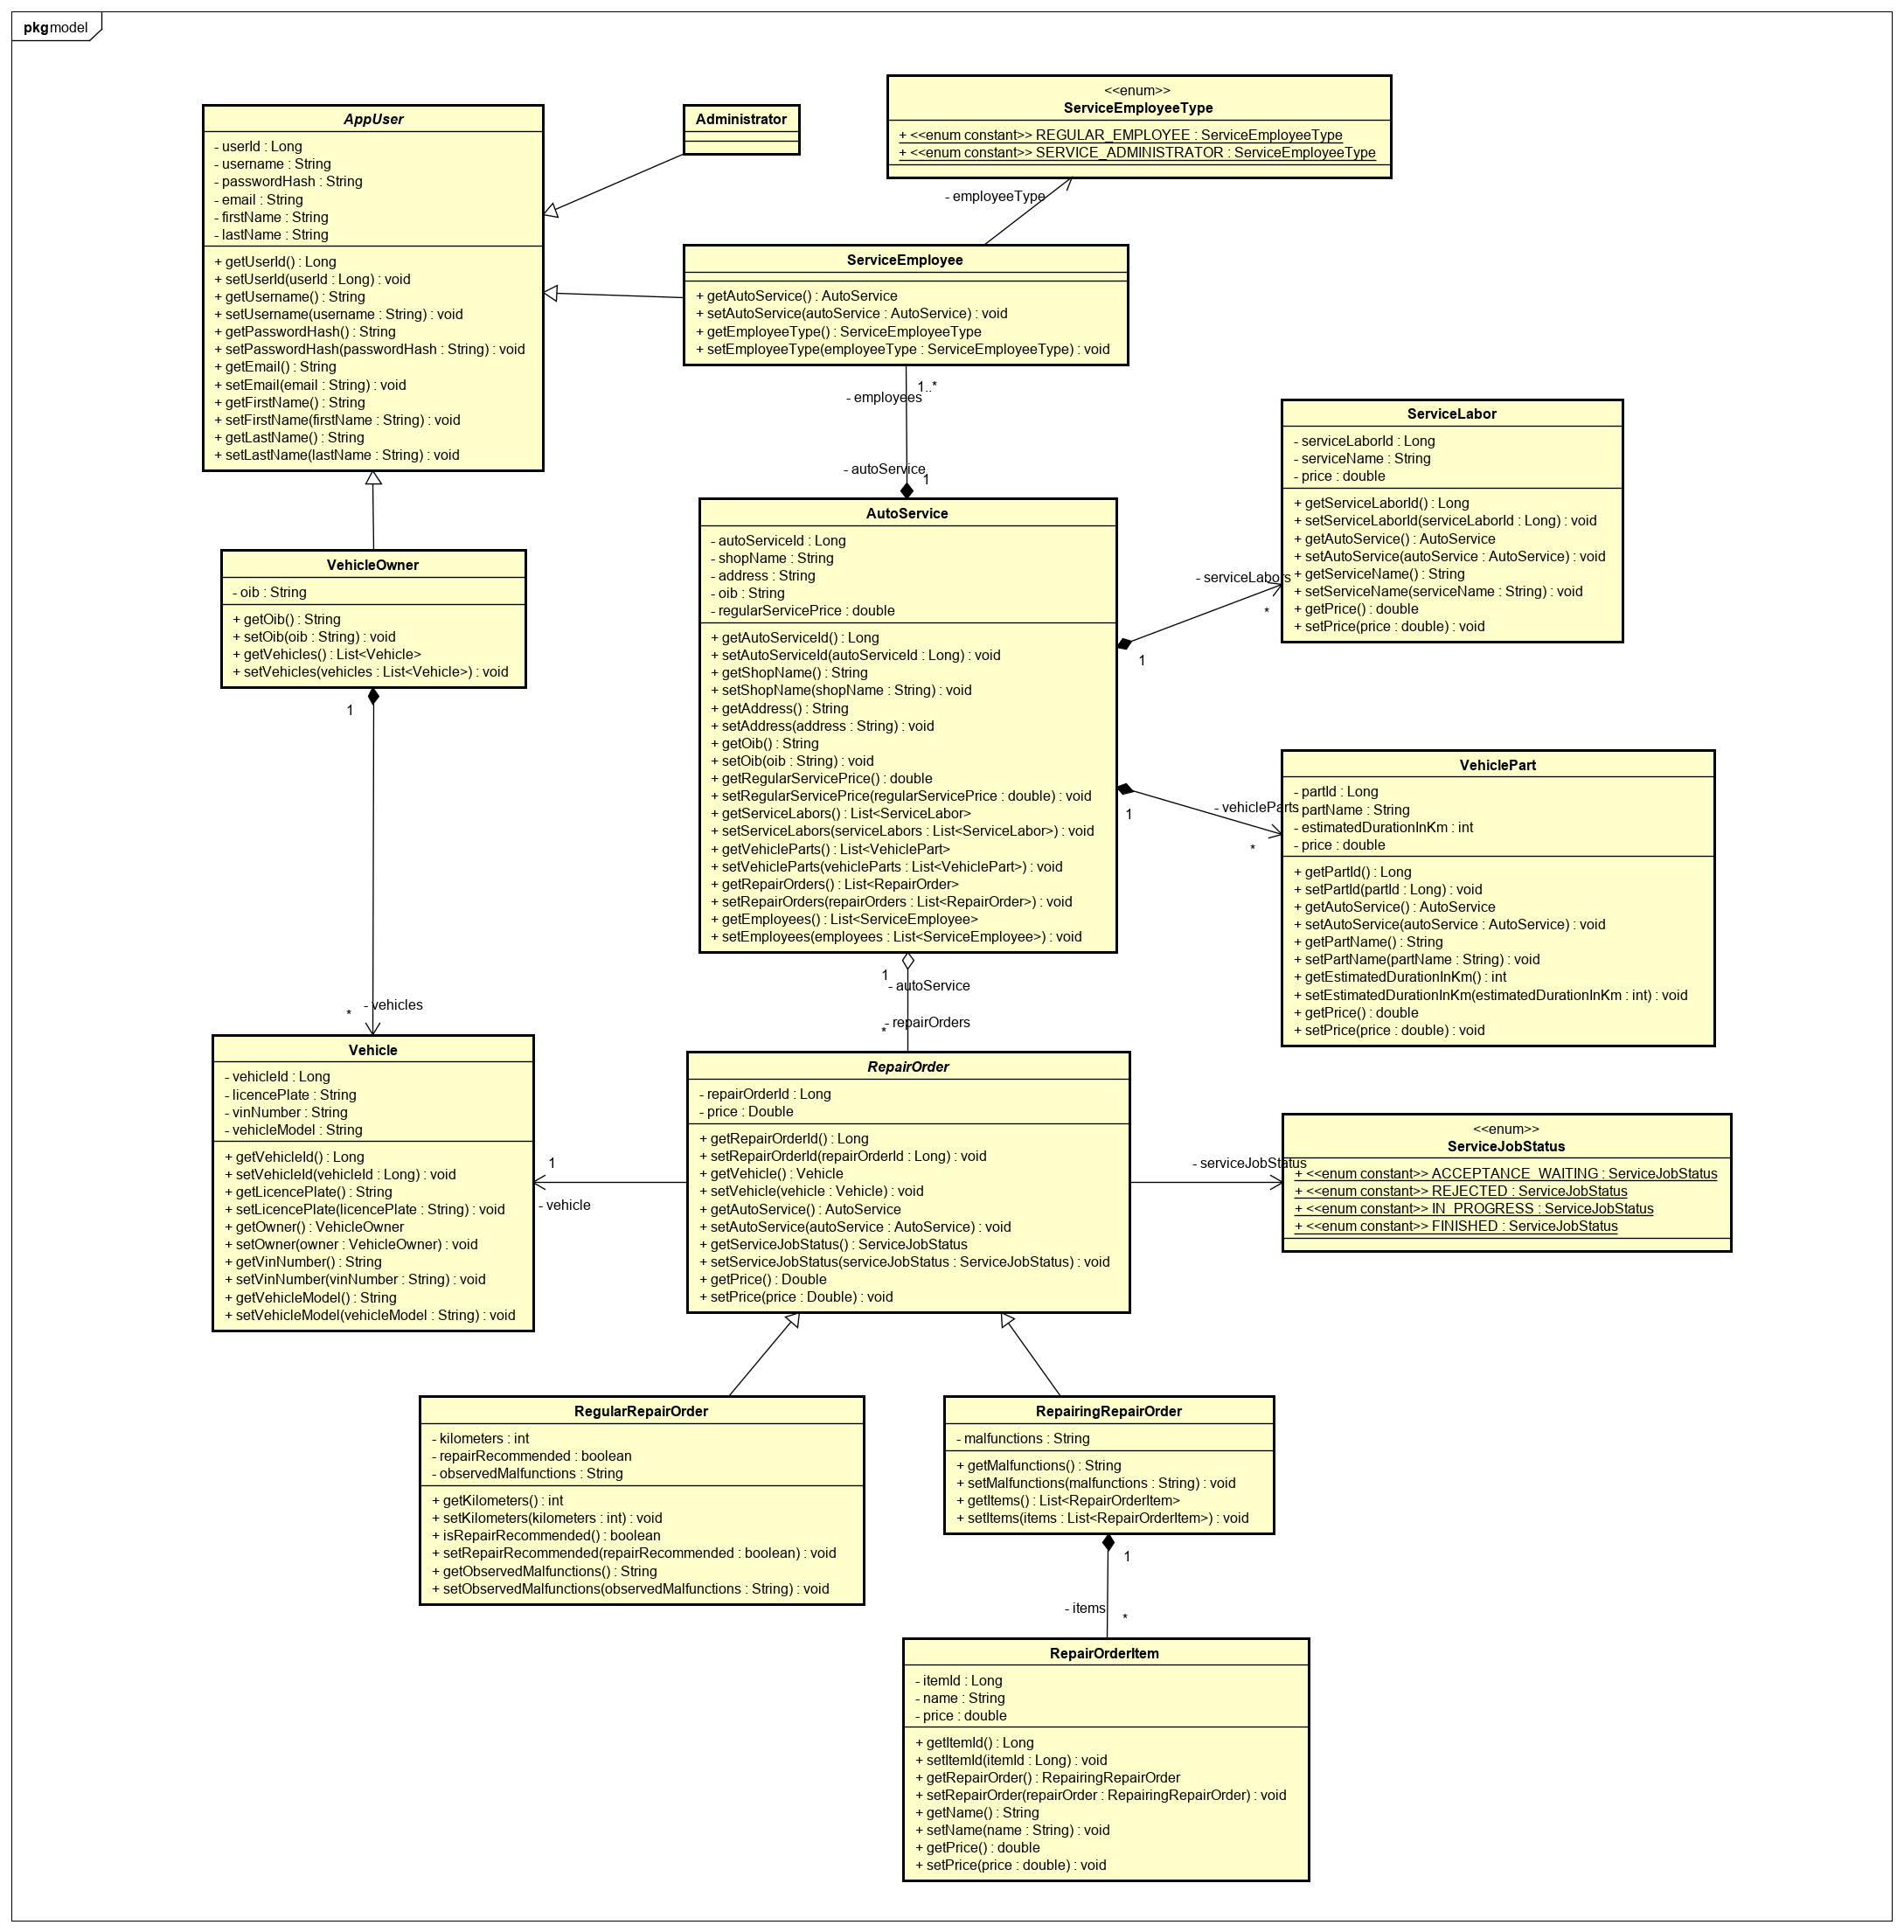 pkg model
AppUser
- userId : Long
- username : String
- passwordHash : String
- email : String
- firstName : String
- lastName : String
+ getUserId() : Long
+ setUserId(userId : Long) : void
+ getUsername() : String
+ setUsername(username : String) : void
+ getPasswordHash() : String
+ setPasswordHash(passwordHash : String) : void
+ getEmail() : String
+ setEmail(email : String) : void
+ getFirstName() : String
+ setFirstName(firstName : String) : void
+ getLastName() : String
+ setLastName(lastName : String) : void
Administrator
<<enum>>
ServiceEmployeeType
+ <<enum constant>> REGULAR_EMPLOYEE : ServiceEmployeeType
+ <<enum constant>> SERVICE_ADMINISTRATOR : ServiceEmployeeType
- employeeType
ServiceEmployee
+ getAutoService() : AutoService
+ setAutoService(autoService : AutoService) : void
+ getEmployeeType() : ServiceEmployeeType
+ setEmployeeType(employeeType : ServiceEmployeeType) : void
1..*
- employees
- autoService
1
ServiceLabor
- serviceLaborId : Long
- serviceName : String
- price : double
+ getServiceLaborId() : Long
+ setServiceLaborId(serviceLaborId : Long) : void
+ getAutoService() : AutoService
+ setAutoService(autoService : AutoService) : void
+ getServiceName() : String
+ setServiceName(serviceName : String) : void
+ getPrice() : double
+ setPrice(price : double) : void
- serviceLabors
*
1
VehicleOwner
- oib : String
+ getOib() : String
+ setOib(oib : String) : void
+ getVehicles() : List<Vehicle>
+ setVehicles(vehicles : List<Vehicle>) : void
1
- vehicles
*
AutoService
- autoServiceId : Long
- shopName : String
- address : String
- oib : String
- regularServicePrice : double
+ getAutoServiceId() : Long
+ setAutoServiceId(autoServiceId : Long) : void
+ getShopName() : String
+ setShopName(shopName : String) : void
+ getAddress() : String
+ setAddress(address : String) : void
+ getOib() : String
+ setOib(oib : String) : void
+ getRegularServicePrice() : double
+ setRegularServicePrice(regularServicePrice : double) : void
+ getServiceLabors() : List<ServiceLabor>
+ setServiceLabors(serviceLabors : List<ServiceLabor>) : void
+ getVehicleParts() : List<VehiclePart>
+ setVehicleParts(vehicleParts : List<VehiclePart>) : void
+ getRepairOrders() : List<RepairOrder>
+ setRepairOrders(repairOrders : List<RepairOrder>) : void
+ getEmployees() : List<ServiceEmployee>
+ setEmployees(employees : List<ServiceEmployee>) : void
1
- vehicleParts
*
VehiclePart
- partId : Long
- partName : String
- estimatedDurationInKm : int
- price : double
+ getPartId() : Long
+ setPartId(partId : Long) : void
+ getAutoService() : AutoService
+ setAutoService(autoService : AutoService) : void
+ getPartName() : String
+ setPartName(partName : String) : void
+ getEstimatedDurationInKm() : int
+ setEstimatedDurationInKm(estimatedDurationInKm : int) : void
+ getPrice() : double
+ setPrice(price : double) : void
1
- autoService
- repairOrders
*
Vehicle
- vehicleId : Long
- licencePlate : String
- vinNumber : String
- vehicleModel : String
+ getVehicleId() : Long
+ setVehicleId(vehicleId : Long) : void
+ getLicencePlate() : String
+ setLicencePlate(licencePlate : String) : void
+ getOwner() : VehicleOwner
+ setOwner(owner : VehicleOwner) : void
+ getVinNumber() : String
+ setVinNumber(vinNumber : String) : void
+ getVehicleModel() : String
+ setVehicleModel(vehicleModel : String) : void
1
- vehicle
RepairOrder
- repairOrderId : Long
- price : Double
+ getRepairOrderId() : Long
+ setRepairOrderId(repairOrderId : Long) : void
+ getVehicle() : Vehicle
+ setVehicle(vehicle : Vehicle) : void
+ getAutoService() : AutoService
+ setAutoService(autoService : AutoService) : void
+ getServiceJobStatus() : ServiceJobStatus
+ setServiceJobStatus(serviceJobStatus : ServiceJobStatus) : void
+ getPrice() : Double
+ setPrice(price : Double) : void
- serviceJobStatus
<<enum>>
ServiceJobStatus
+ <<enum constant>> ACCEPTANCE_WAITING : ServiceJobStatus
+ <<enum constant>> REJECTED : ServiceJobStatus
+ <<enum constant>> IN_PROGRESS : ServiceJobStatus
+ <<enum constant>> FINISHED : ServiceJobStatus
RegularRepairOrder
- kilometers : int
- repairRecommended : boolean
- observedMalfunctions : String
+ getKilometers() : int
+ setKilometers(kilometers : int) : void
+ isRepairRecommended() : boolean
+ setRepairRecommended(repairRecommended : boolean) : void
+ getObservedMalfunctions() : String
+ setObservedMalfunctions(observedMalfunctions : String) : void
RepairingRepairOrder
- malfunctions : String
+ getMalfunctions() : String
+ setMalfunctions(malfunctions : String) : void
+ getItems() : List<RepairOrderItem>
+ setItems(items : List<RepairOrderItem>) : void
1
- items
*
RepairOrderItem
- itemId : Long
- name : String
- price : double
+ getItemId() : Long
+ setItemId(itemId : Long) : void
+ getRepairOrder() : RepairingRepairOrder
+ setRepairOrder(repairOrder : RepairingRepairOrder) : void
+ getName() : String
+ setName(name : String) : void
+ getPrice() : double
+ setPrice(price : double) : void